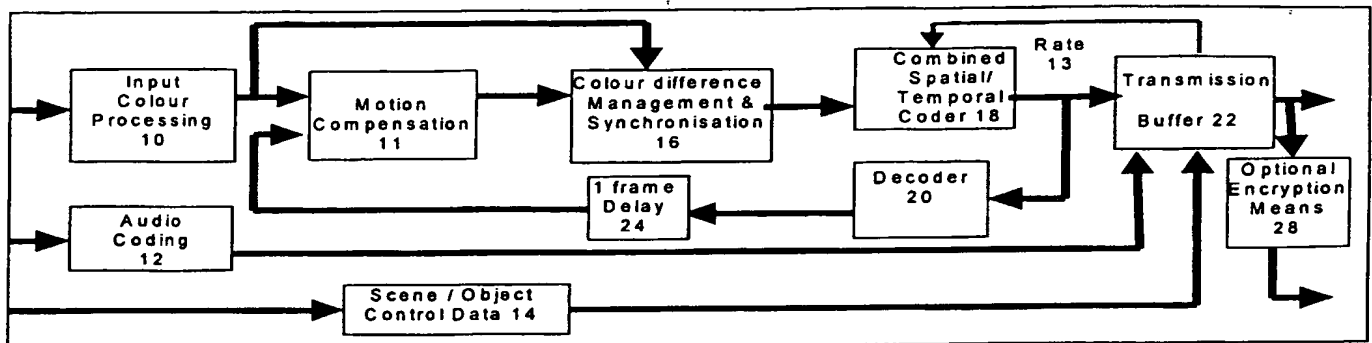 Input
Colour
Processing
10
Motion
Compensation
11
Colour difference
Management &
Synchronisation
16
Combined
Spatial/
Temporal
Coder 18
Rate
13
Transmission
Buffer 22
Optional
Encryption
Means
28
Decoder
20
1 frame
Delay
24
Audio
Coding
12
Scene / Object
Control Data 14